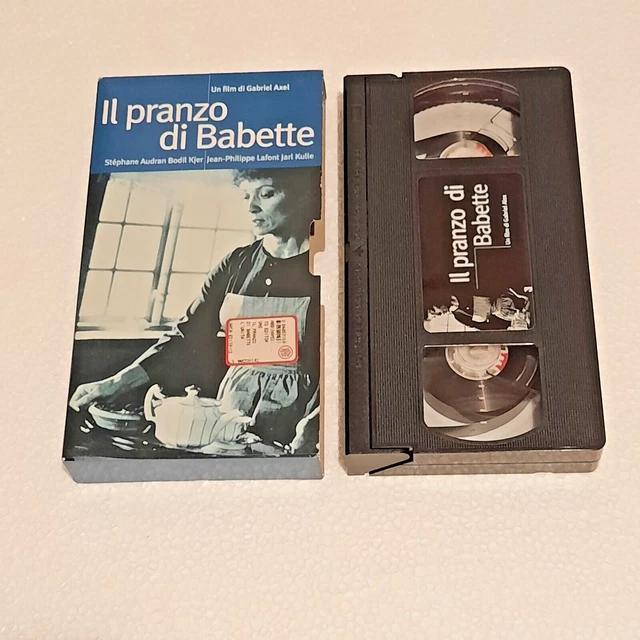 Un film di Gabriel Axel
Il pranzo
di Babette
Stéphane Audran Bodil Kjer Jean-Philippe Lafont Jarl Kulle
Il pranzo di
Babette
Un film di Gabriel Axel